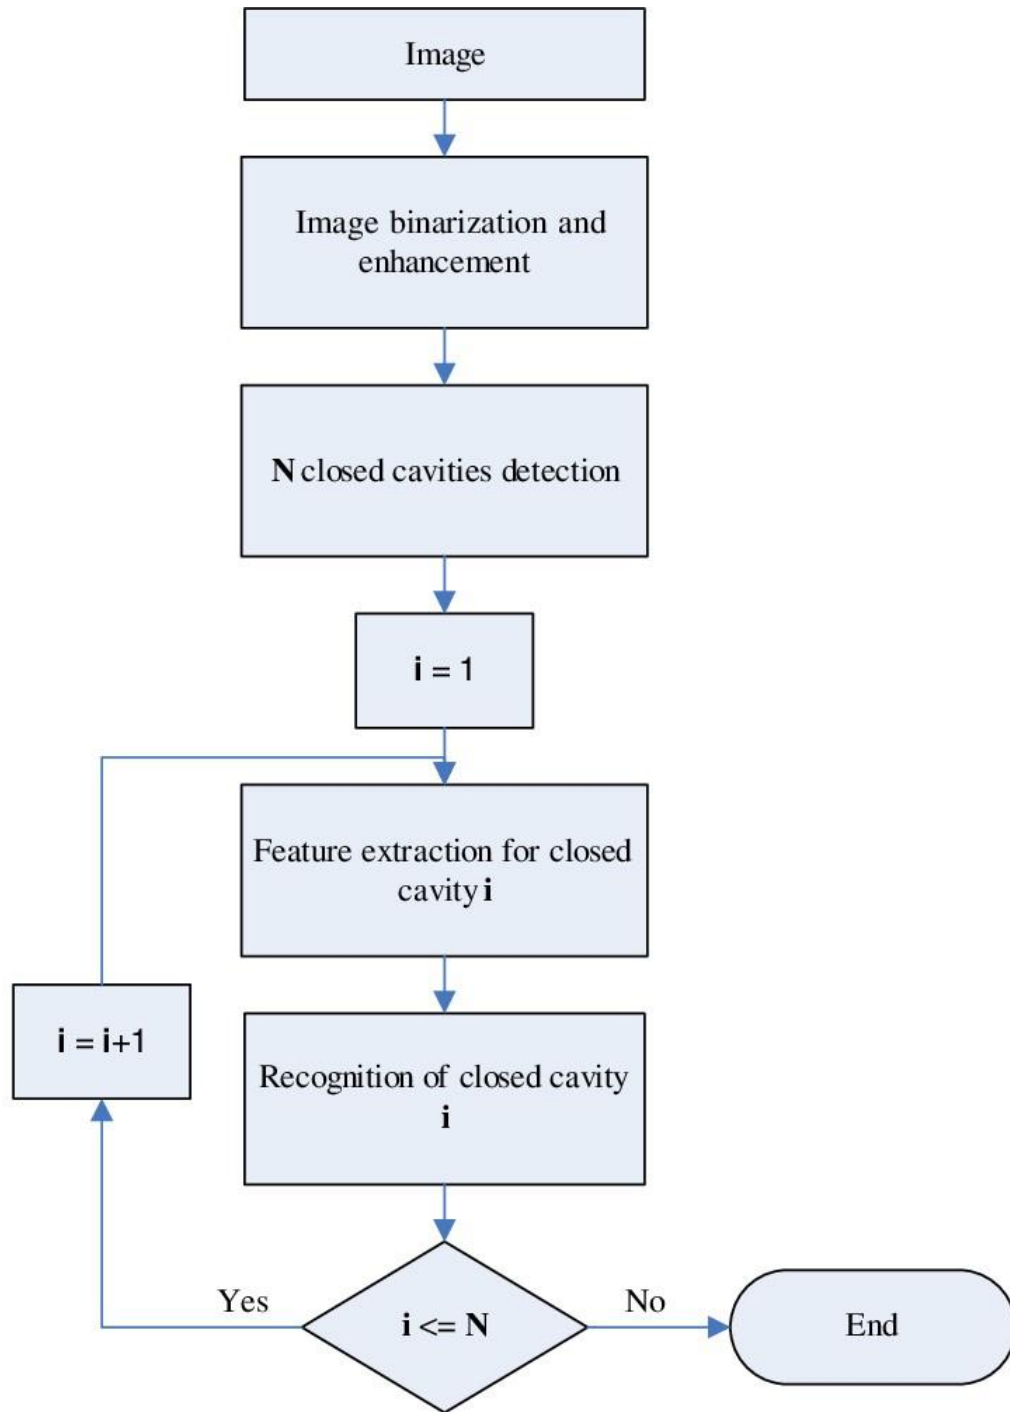 Image
Image binarization and
enhancement
N closed cavities detection
i = 1
Feature extraction for closed
cavity i
i = i+1
Recognition of closed cavity
i
Yes
i <= N
No
End